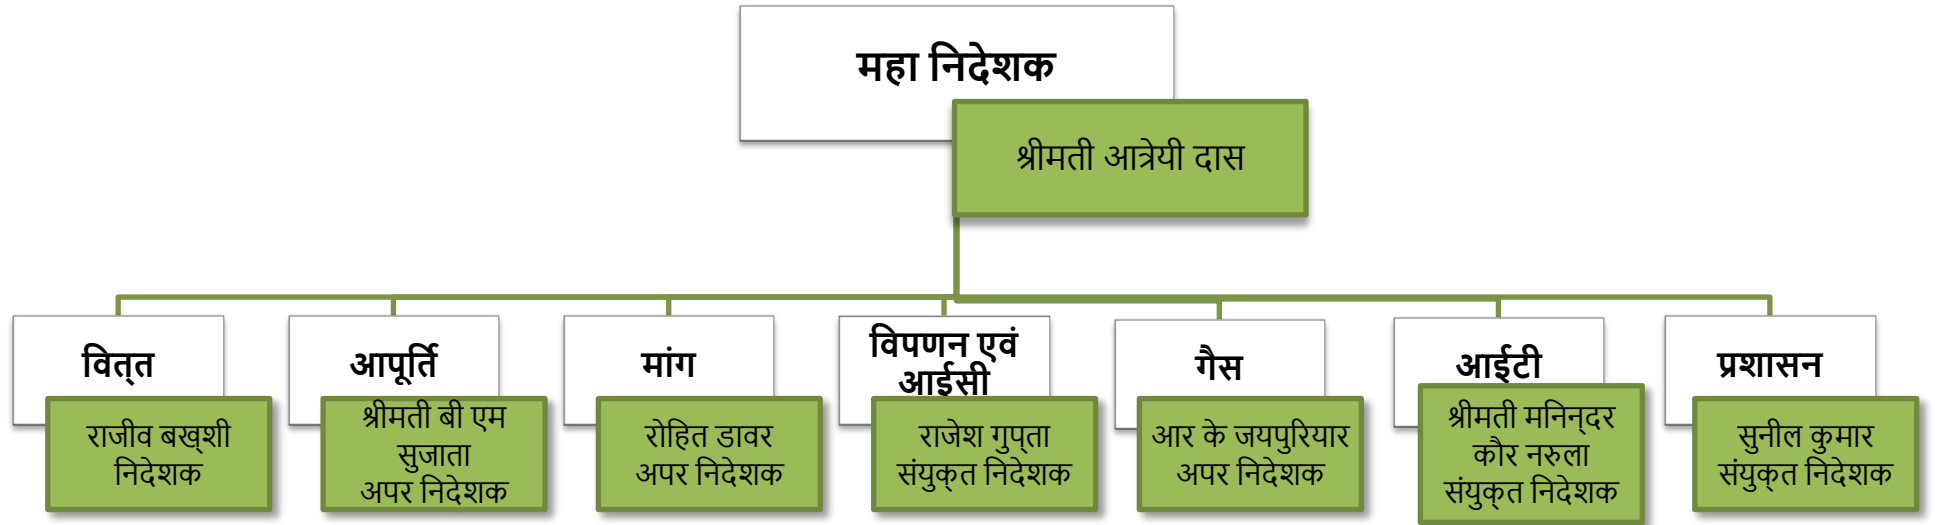 महा निदेशक
श्रीमती आत्रेयी दास
वित्त
राजीव बख्शी
निदेशक
आपूर्ति
श्रीमती बी एम
सुजाता
अपर निदेशक
मांग
रोहित डावर
अपर निदेशक
विपणन एवं
आईसी
राजेश गुप्ता
संयुक्त निदेशक
गैस
आर के जयपुरियार
अपर निदेशक
आईटी
श्रीमती मनिन्दर
कौर नरुला
संयुक्त निदेशक
प्रशासन
सुनील कुमार
संयुक्त निदेशक